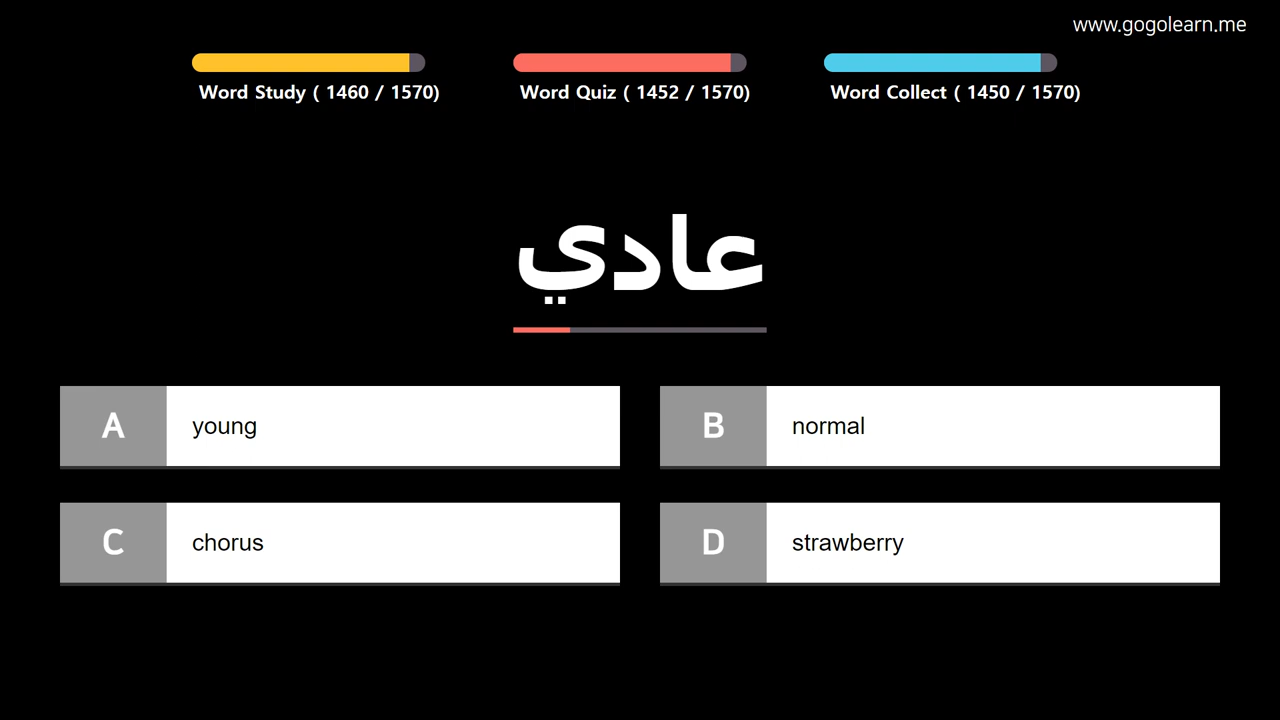 www.gogolearn.me
Word Study ( 1460 / 1570)
Word Quiz ( 1452 / 1570)
Word Collect ( 1450 / 1570)
عادي
A young
B normal
C chorus
D strawberry